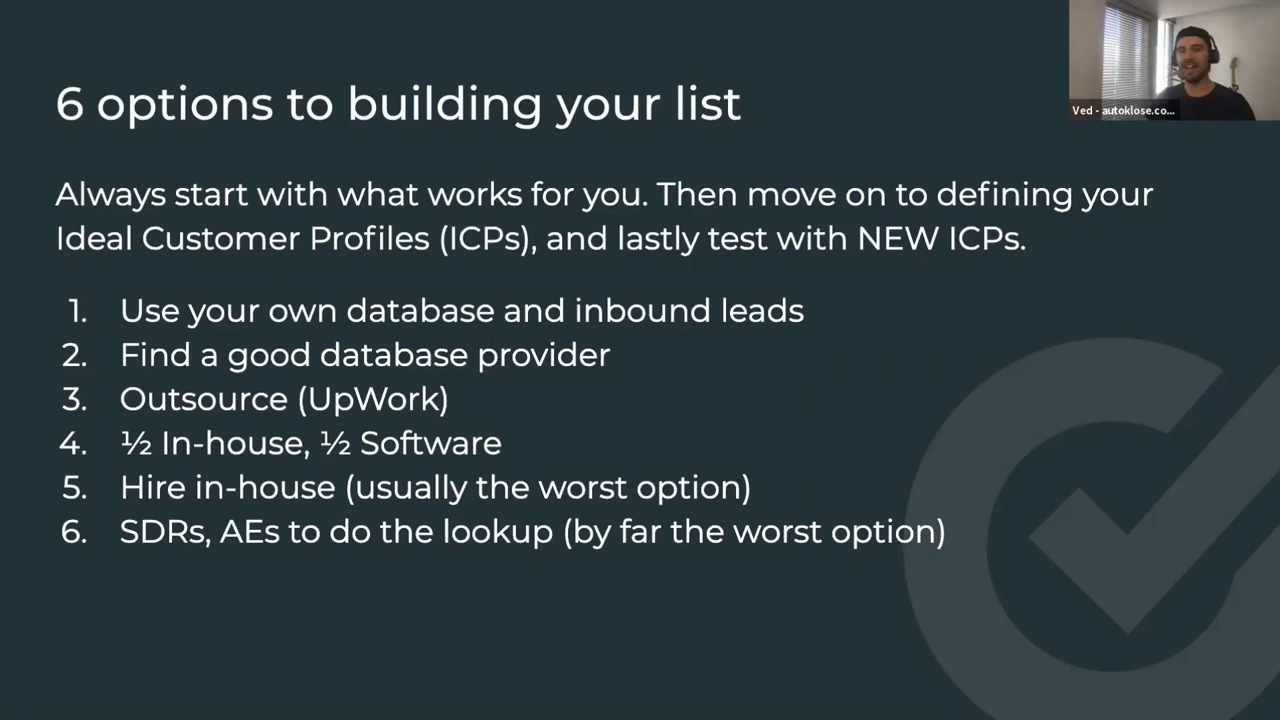 6 options to building your list
Ved - autoklose.co...
Always start with what works for you. Then move on to defining your
Ideal Customer Profiles (ICPs), and lastly test with NEW ICPs.
1. Use your own database and inbound leads
2. Find a good database provider
3. Outsource (UpWork)
4. ½ In-house, ½ Software
5. Hire in-house (usually the worst option)
6. SDRs, AEs to do the lookup (by far the worst option)